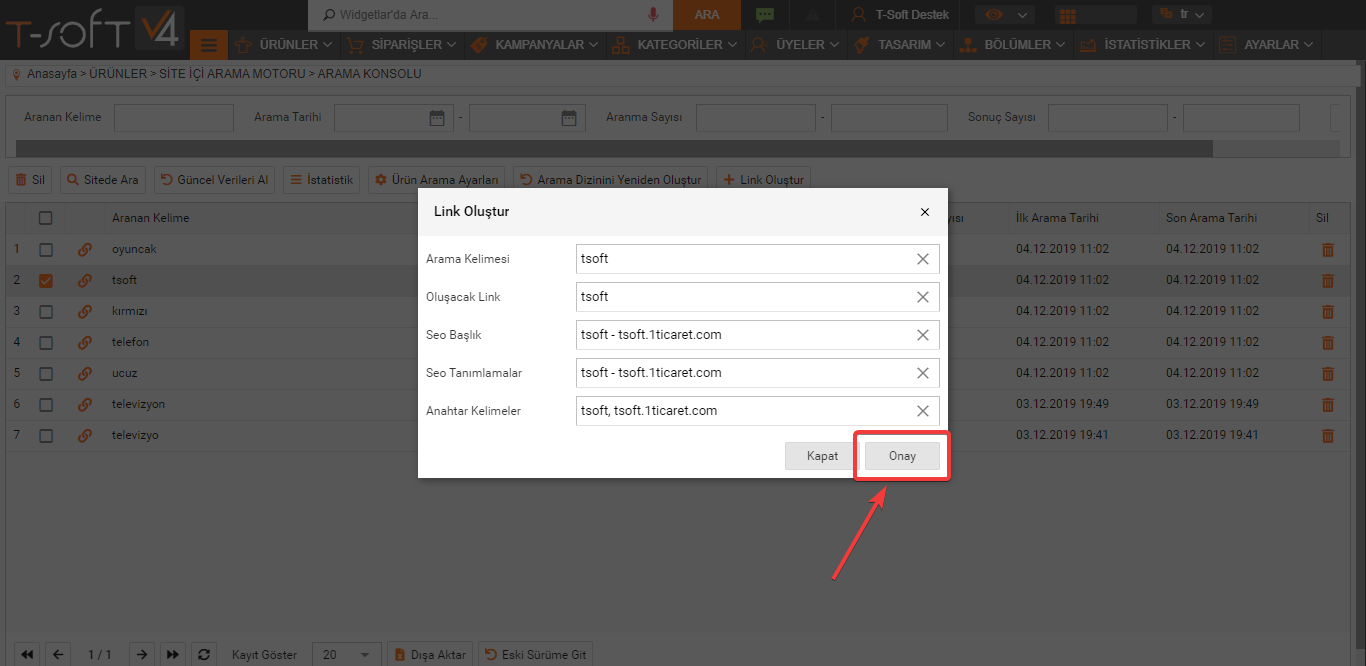 T-SOFT V4
Widgetlar'da Ara...
ARA
T-Soft Destek
tr
ÜRÜNLER
SİPARİŞLER
KAMPANYALAR
KATEGORİLER
ÜYELER
TASARIM
BÖLÜMLER
İSTATİSTİKLER
AYARLAR
Anasayfa > ÜRÜNLER > SİTE İÇİ ARAMA MOTORU > ARAMA KONSOLU
Aranan Kelime
Arama Tarihi
-
Aranma Sayısı
-
Sonuç Sayısı
-
Sil
Sitede Ara
Güncel Verileri Al
İstatistik
Ürün Arama Ayarları
Arama Dizinini Yeniden Oluştur
Link Oluştur
Aranan Kelime
İlk Arama Tarihi
Son Arama Tarihi
Sil
1 oyuncak 04.12.2019 11:02 04.12.2019 11:02
2 tsoft 04.12.2019 11:02 04.12.2019 11:02
3 kırmızı 04.12.2019 11:02 04.12.2019 11:02
4 telefon 04.12.2019 11:02 04.12.2019 11:02
5 ucuz 04.12.2019 11:02 04.12.2019 11:02
6 televizyon 03.12.2019 19:49 03.12.2019 19:49
7 televizyo 03.12.2019 19:41 03.12.2019 19:41
Link Oluştur
Arama Kelimesi tsoft
Oluşacak Link tsoft
Seo Başlık tsoft - tsoft.1ticaret.com
Seo Tanımlamalar tsoft - tsoft.1ticaret.com
Anahtar Kelimeler tsoft, tsoft.1ticaret.com
Kapat
Onay
1 / 1
Kayıt Göster
20
Dışa Aktar
Eski Sürüme Git